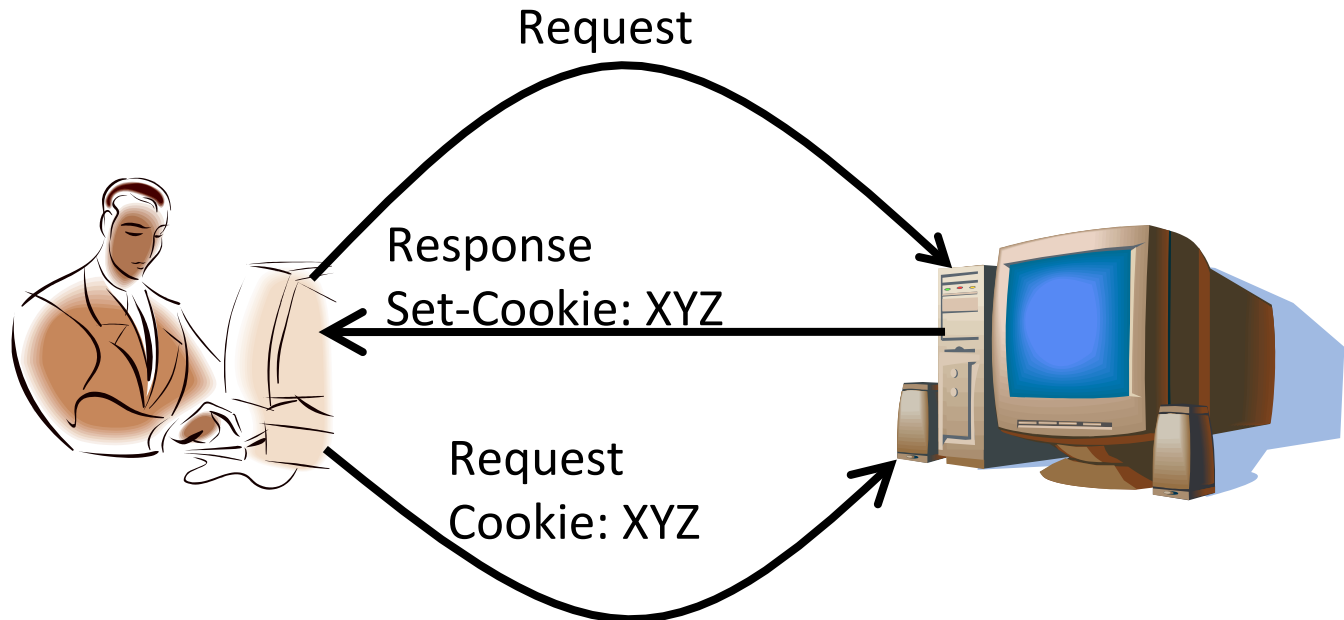 Request
Response
Set-Cookie: XYZ
Request
Cookie: XYZ